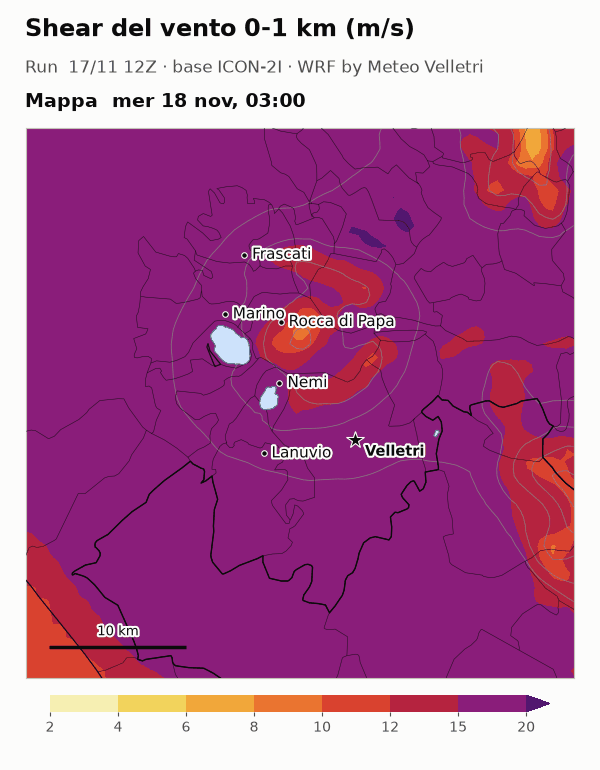 Shear del vento 0-1 km (m/s)
Run  17/11 12Z · base ICON-2I · WRF by Meteo Velletri
Mappa  mer 18 nov, 03:00
Frascati
Marino
Rocca di Papa
Nemi
Velletri
Lanuvio
10 km
2 4 6 8 10 12 15 20